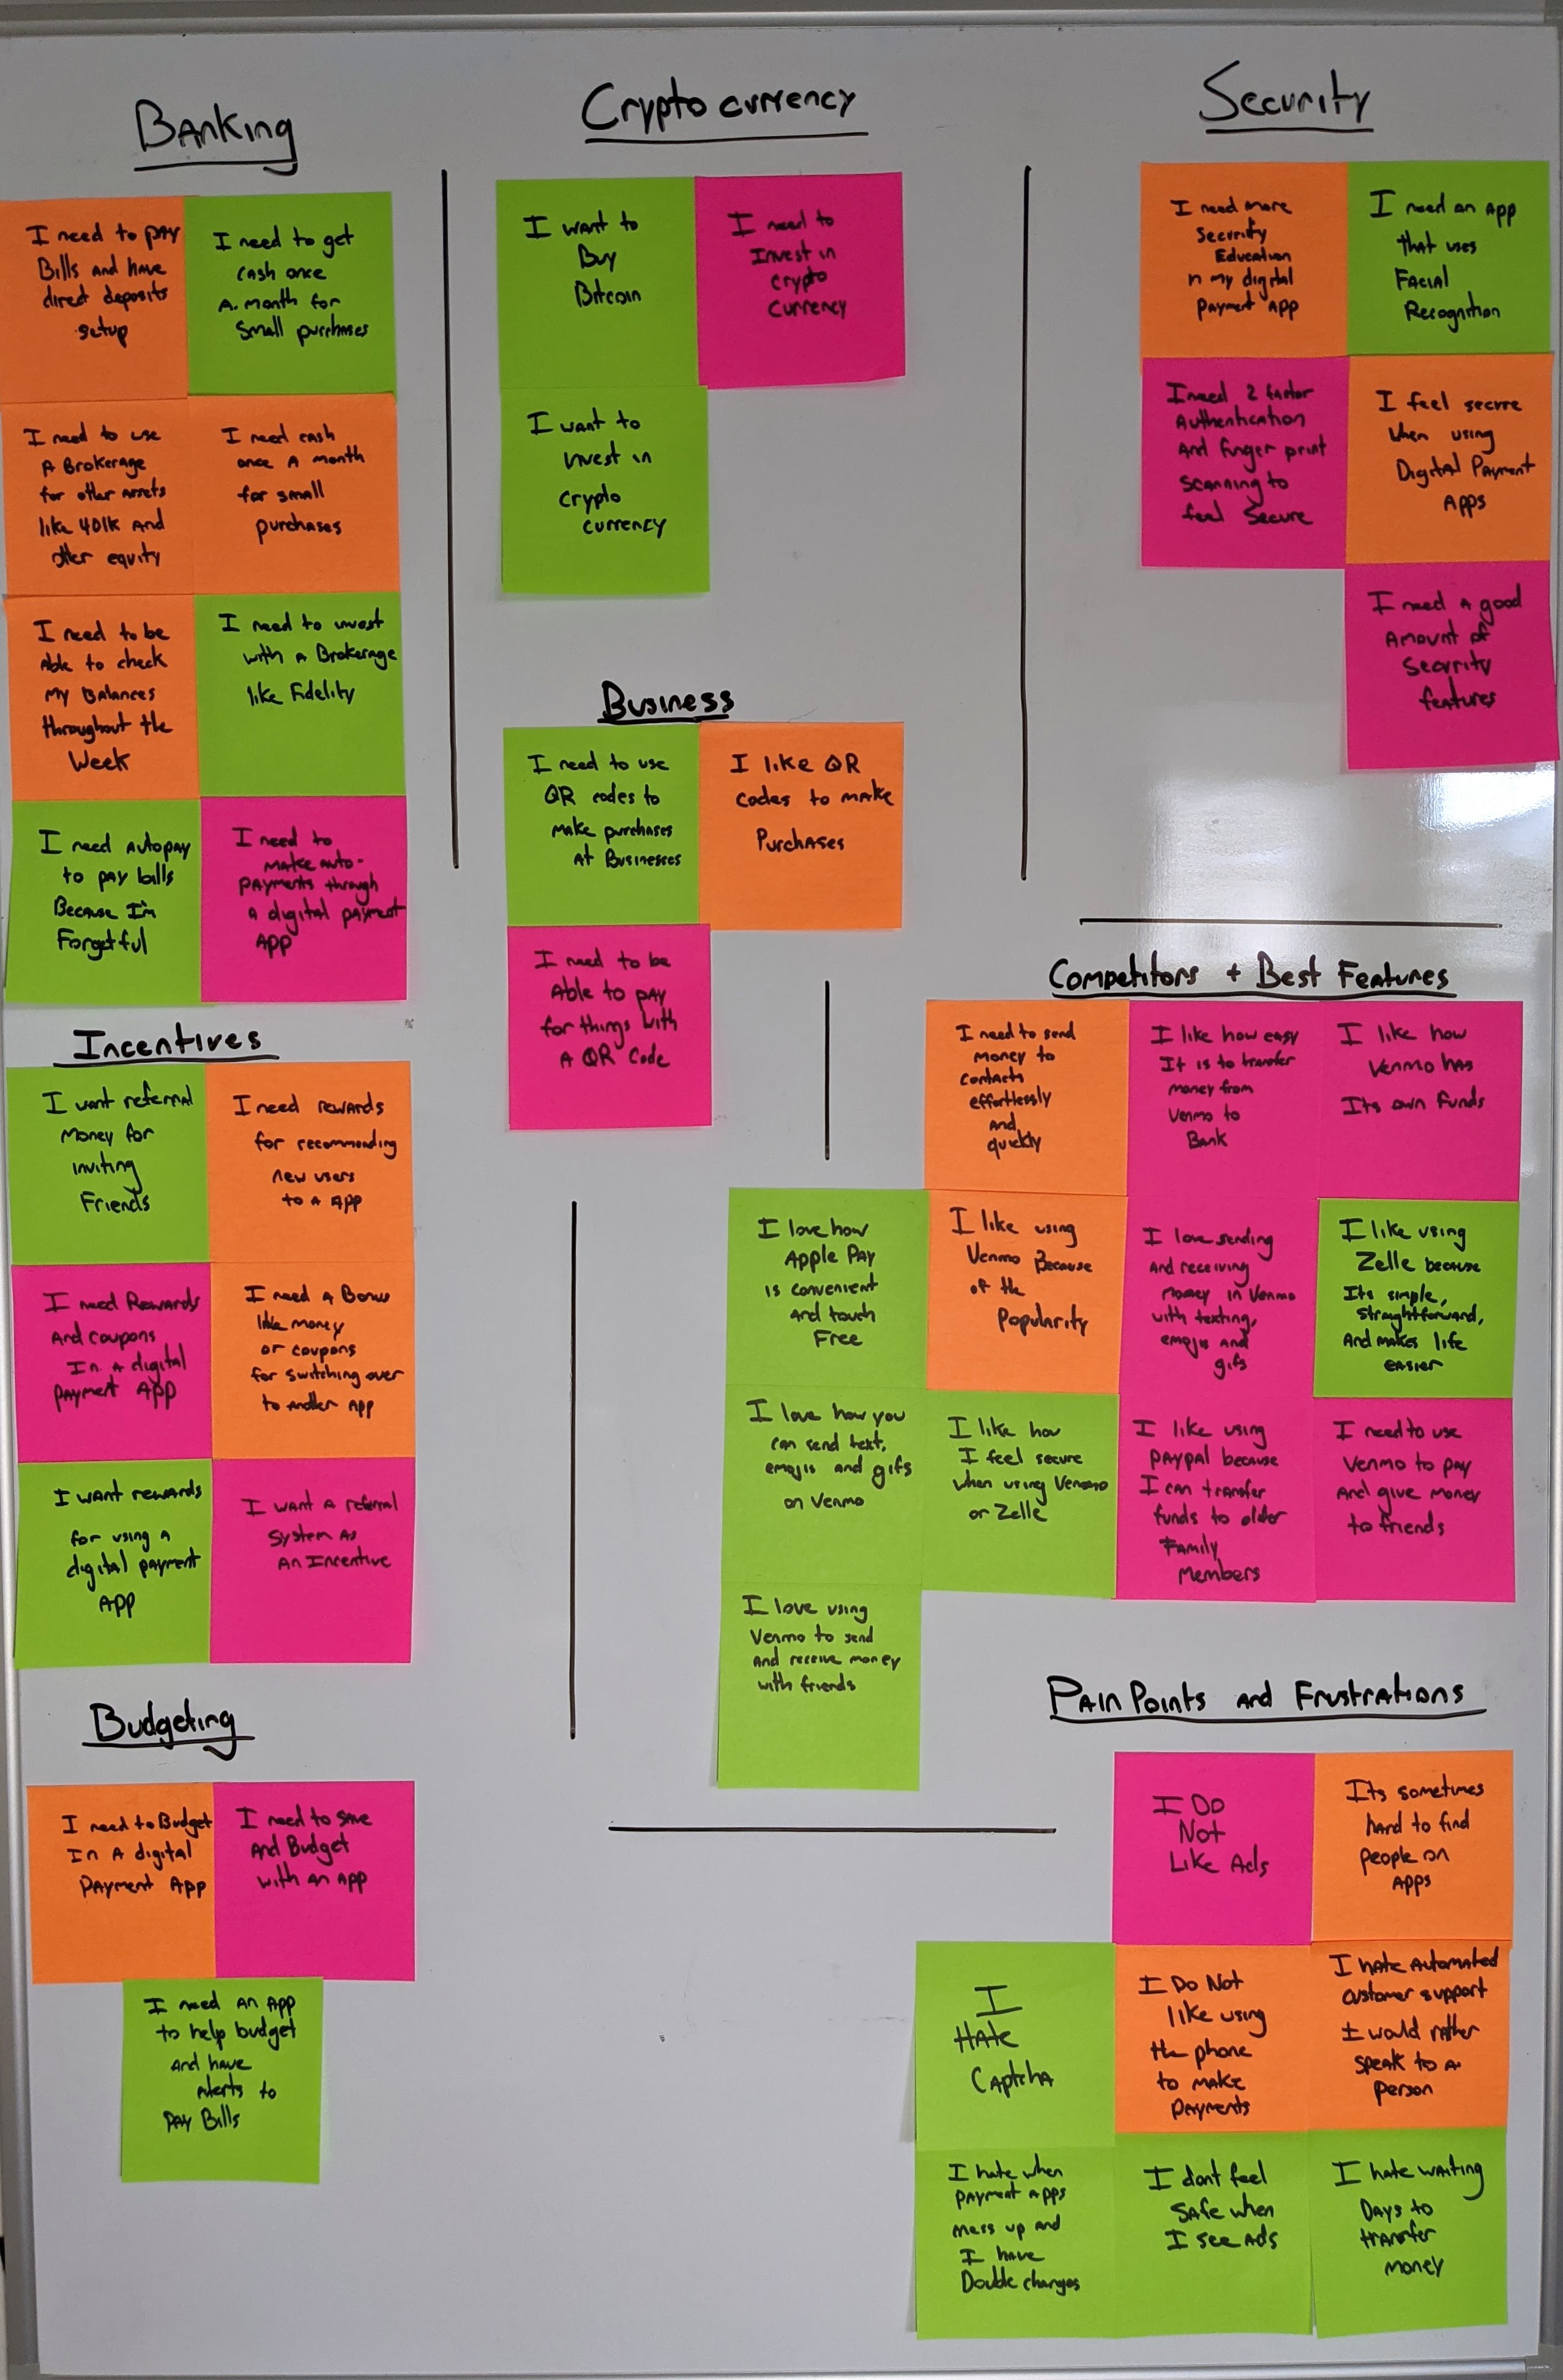 Banking
I need to pay
Bills and have
direct deposits
setup
I need to get
cash once
A month for
Small purchases
I need to use
A Brokerage
for other assets
like 401k And
other equity
I need cash
once A month
for small
purchases
I need to be
Able to check
My Balances
throughout the
Week
I need to invest
with A Brokerage
like Fidelity
I need autopay
to pay bills
Because I'm
Forgetful
I need to
make auto-
payments through
A digital payment
App
Incentives
I want referral
Money for
inviting
Friends
I need rewards
for recommending
new users
to A App
I need Rewards
And coupons
In A digital
payment App
I need A Bonus
like money
or coupons
for switching over
to another App
I want rewards
for using A
digital payment
App
I want A referral
System As
An Incentive
Budgeting
I need to Budget
In A digital
Payment App
I need to save
And Budget
with an App
I need An App
to help budget
And have
Alerts to
Pay Bills
Cryptocurrency
I want to
Buy
Bitcoin
I need to
Invest in
crypto
currency
I want to
Invest in
crypto
currency
Business
I need to use
QR codes to
Make purchases
At Businesses
I like QR
codes to make
Purchases
I need to be
Able to pay
for things with
A QR Code
Security
I need more
Security
Education
in my digital
Payment App
I need an App
that uses
Facial
Recognition
I need 2 factor
Authentication
And finger print
scanning to
feel Secure
I feel secure
When using
Digital Payment
Apps
I need A good
Amount of
Security
features
Competitors + Best Features
I need to send
money to
contacts
effortlessly
and
quickly
I like how easy
It is to transfer
money from
Venmo to
Bank
I like how
Venmo has
Its own Funds
I love how
Apple Pay
is convenient
And touch
Free
I like using
Venmo Because
of the
Popularity
I love sending
And receiving
money in Venmo
with texting,
emojis and
gifs
I like using
Zelle because
Its simple,
straightforward,
And makes life
easier
I love how you
can send text,
emojis and gifs
on Venmo
I like how
I feel secure
when using Venmo
or Zelle
I like using
paypal because
I can transfer
funds to older
Family
Members
I need to use
Venmo to pay
And give money
to friends
I love using
Venmo to send
And receive money
with friends
Pain Points and Frustrations
I Do
Not
Like Ads
Its sometimes
hard to find
people on
Apps
I
Hate
Captcha
I Do Not
like using
the phone
to make
payments
I hate Automated
customer support
I would rather
speak to A
person
I hate when
payment Apps
mess up and
I have
Double charges
I dont feel
Safe when
I see Ads
I hate waiting
Days to
transfer
money